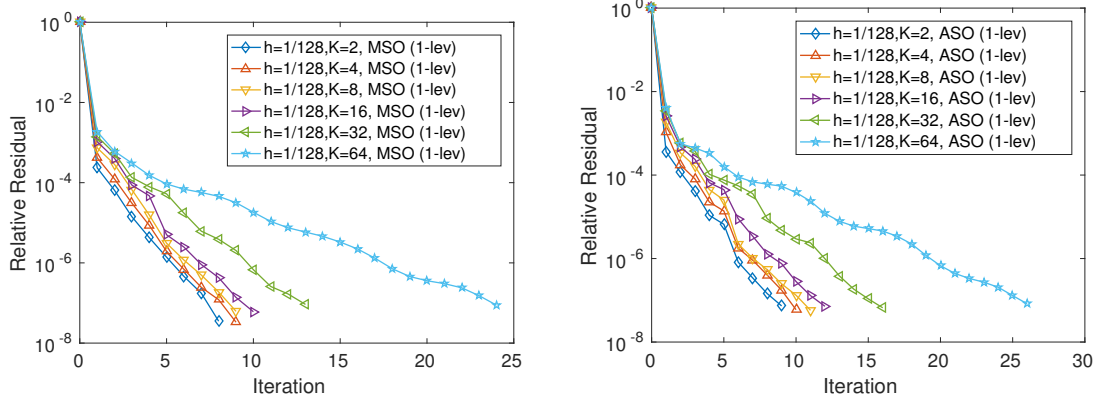 10^0
10^-2
10^-4
10^-6
10^-8
Relative Residual
0 5 10 15 20 25
Iteration
h=1/128,K=2, MSO (1-lev)
h=1/128,K=4, MSO (1-lev)
h=1/128,K=8, MSO (1-lev)
h=1/128,K=16, MSO (1-lev)
h=1/128,K=32, MSO (1-lev)
h=1/128,K=64, MSO (1-lev)
10^0
10^-2
10^-4
10^-6
10^-8
Relative Residual
0 5 10 15 20 25 30
Iteration
h=1/128,K=2, ASO (1-lev)
h=1/128,K=4, ASO (1-lev)
h=1/128,K=8, ASO (1-lev)
h=1/128,K=16, ASO (1-lev)
h=1/128,K=32, ASO (1-lev)
h=1/128,K=64, ASO (1-lev)